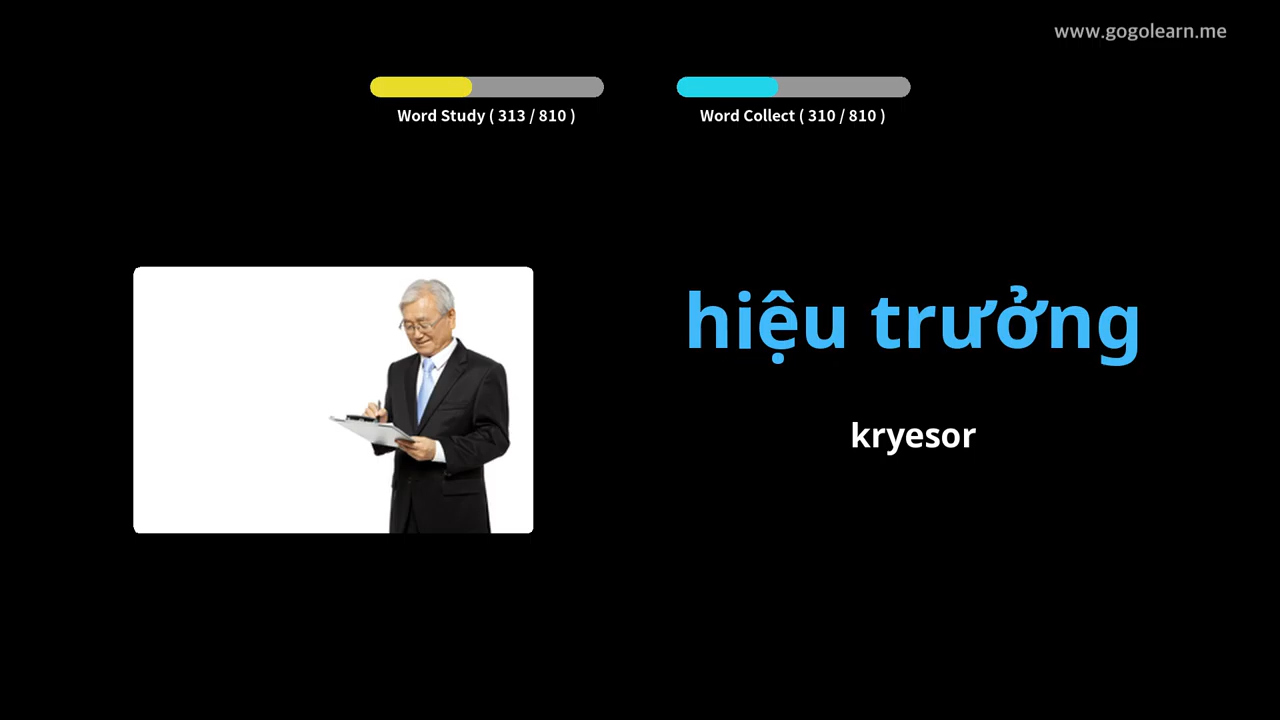 www.gogolearn.me
Word Study ( 313 / 810 )
Word Collect ( 310 / 810 )
hiệu trưởng
kryesor